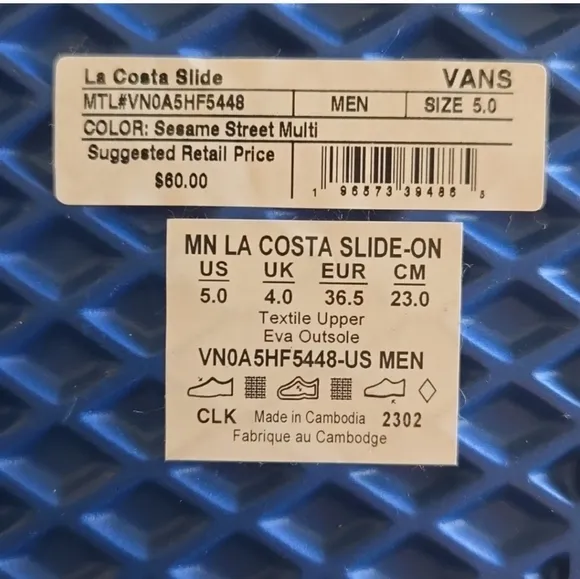 La Costa Slide VANS
MTL#VN0A5HF5448 MEN SIZE 5.0
COLOR: Sesame Street Multi
Suggested Retail Price
$60.00
1 96573 39486 5
MN LA COSTA SLIDE-ON
US UK EUR CM
5.0 4.0 36.5 23.0
Textile Upper
Eva Outsole
VN0A5HF5448-US MEN
CLK Made in Cambodia 2302
Fabrique au Cambodge